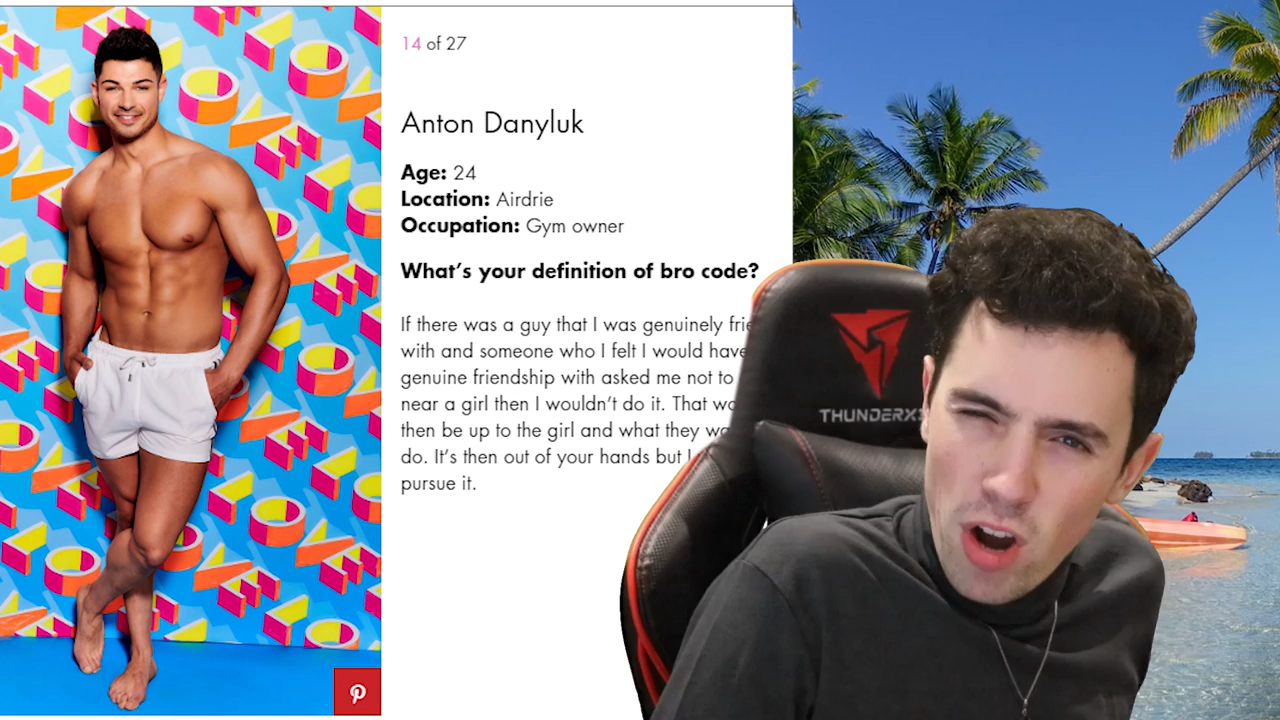 14 of 27
Anton Danyluk
Age: 24
Location: Airdrie
Occupation: Gym owner
What's your definition of bro code?
If there was a guy that I was genuinely
with and someone who I felt I would have
genuine friendship with asked me not to
near a girl then I wouldn't do it. That
then be up to the girl and what they
do. It's then out of your hands but I
pursue it.
THUNDERX